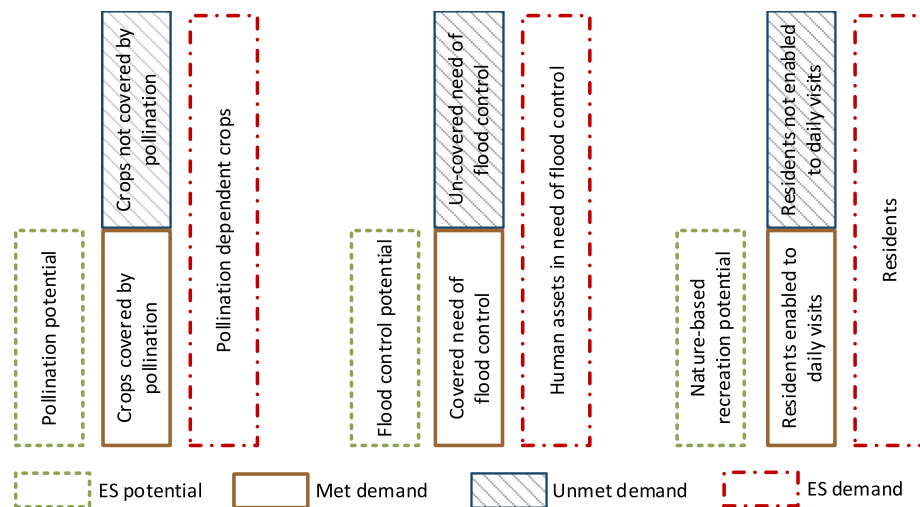 Pollination potential
Crops not covered by
pollination
Crops covered by
pollination
Pollination dependent crops
Flood control potential
Un-covered need of
flood control
Covered need of
flood control
Human assets in need of flood control
Nature-based
recreation potential
Residents not enabled
to daily visits
Residents enabled to
daily visits
Residents
ES potential
Met demand
Unmet demand
ES demand